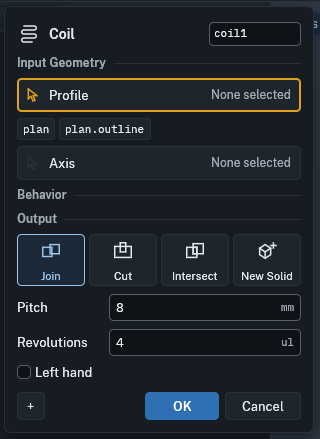 Coil coil1
Input Geometry
Profile None selected
plan plan.outline
Axis None selected
Behavior
Output
Join Cut Intersect New Solid
Pitch 8 mm
Revolutions 4 ul
Left hand
+ OK Cancel